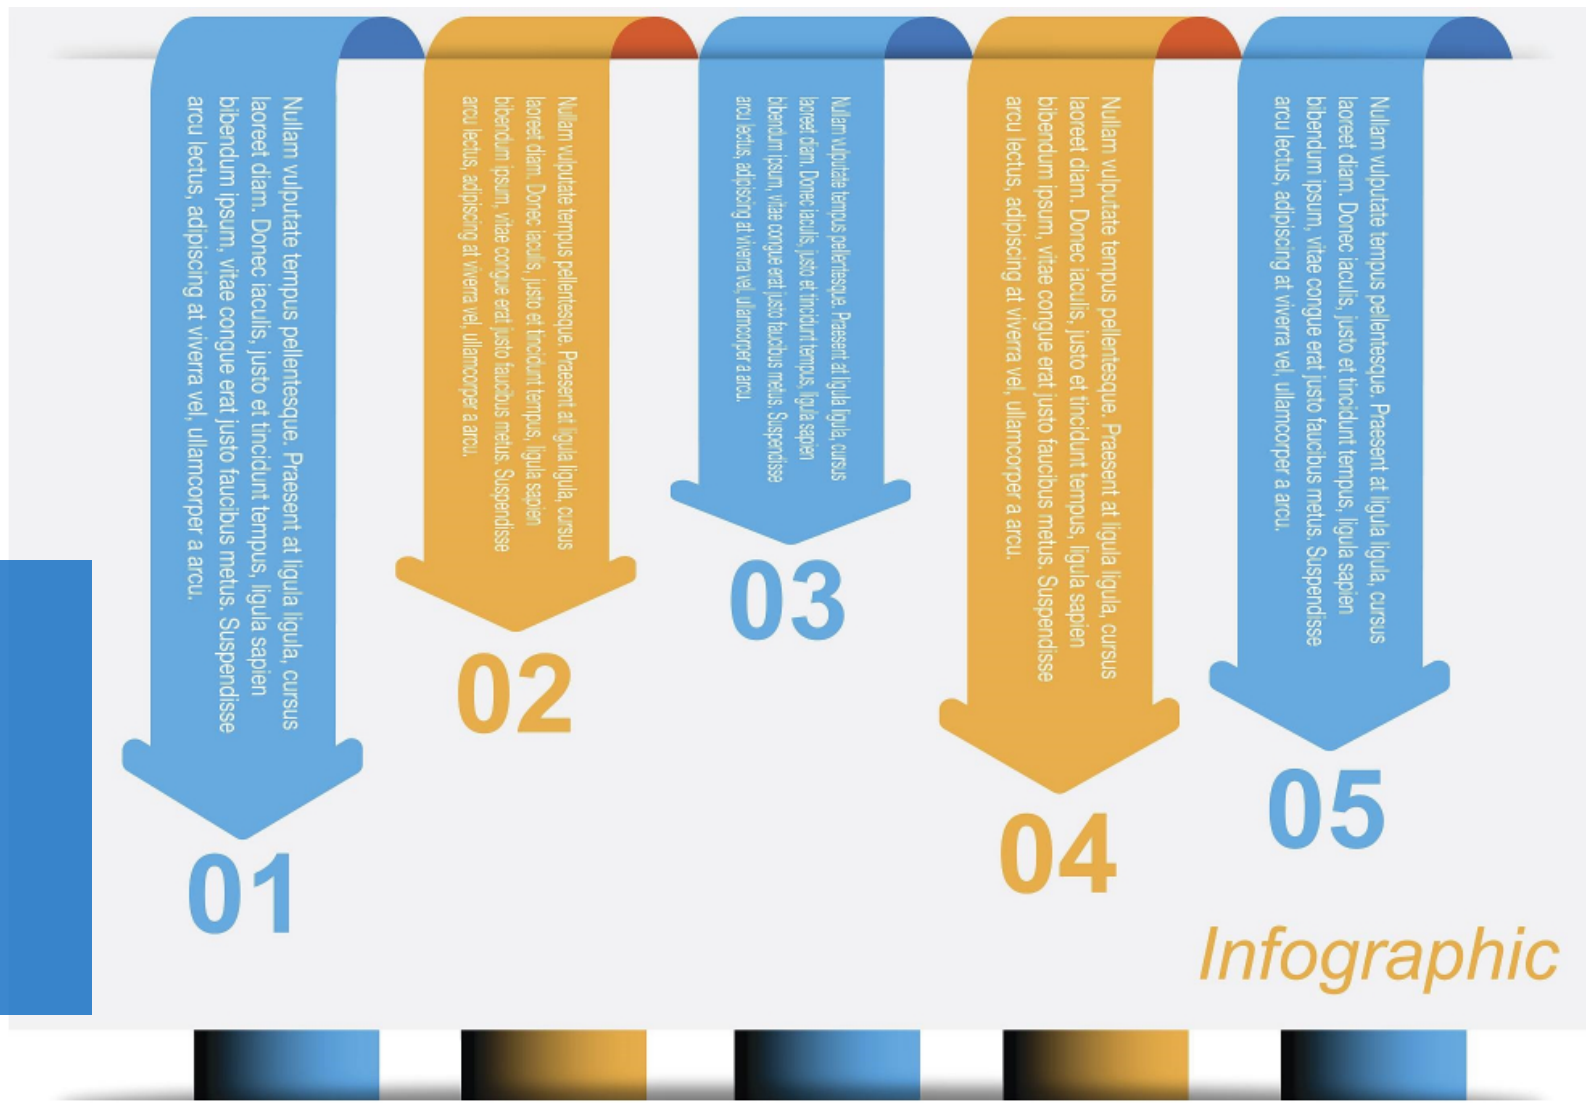 Nullam vulputate tempus pellentesque. Praesent at ligula ligula, cursus
laoreet diam. Donec iaculis, justo et tincidunt tempus, ligula sapien
bibendum ipsum, vitae congue erat justo faucibus metus. Suspendisse
arcu lectus, adipiscing at viverra vel, ullamcorper a arcu.
01
Nullam vulputate tempus pellentesque. Praesent at ligula ligula, cursus
laoreet diam. Donec iaculis, justo et tincidunt tempus, ligula sapien
bibendum ipsum, vitae congue erat justo faucibus metus. Suspendisse
arcu lectus, adipiscing at viverra vel, ullamcorper a arcu.
02
Nullam vulputate tempus pellentesque. Praesent at ligula ligula, cursus
laoreet diam. Donec iaculis, justo et tincidunt tempus, ligula sapien
bibendum ipsum, vitae congue erat justo faucibus metus. Suspendisse
arcu lectus, adipiscing at viverra vel, ullamcorper a arcu.
03
Nullam vulputate tempus pellentesque. Praesent at ligula ligula, cursus
laoreet diam. Donec iaculis, justo et tincidunt tempus, ligula sapien
bibendum ipsum, vitae congue erat justo faucibus metus. Suspendisse
arcu lectus, adipiscing at viverra vel, ullamcorper a arcu.
04
Nullam vulputate tempus pellentesque. Praesent at ligula ligula, cursus
laoreet diam. Donec iaculis, justo et tincidunt tempus, ligula sapien
bibendum ipsum, vitae congue erat justo faucibus metus. Suspendisse
arcu lectus, adipiscing at viverra vel, ullamcorper a arcu.
05
Infographic